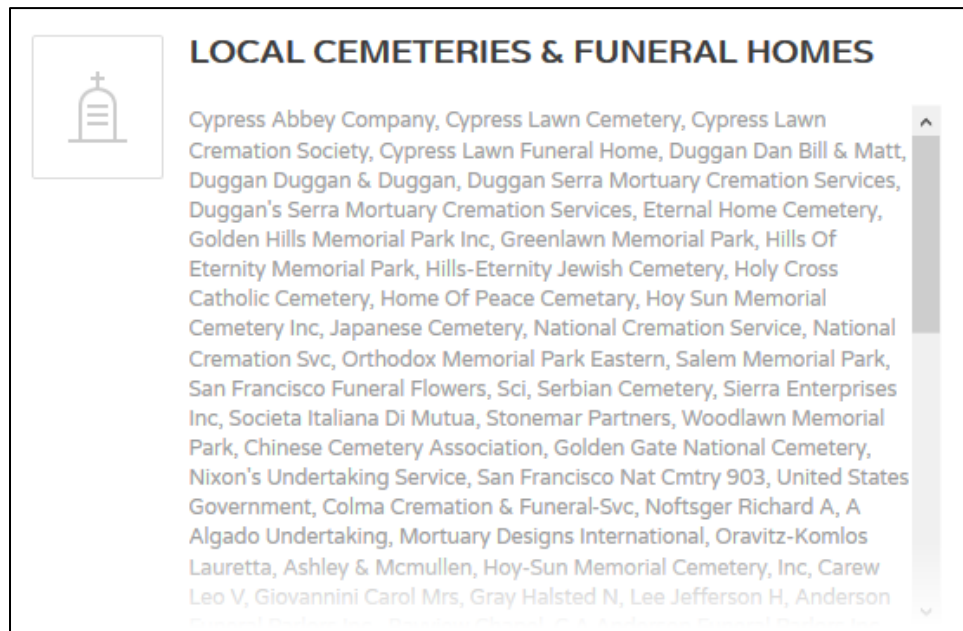 LOCAL CEMETERIES & FUNERAL HOMES
Cypress Abbey Company, Cypress Lawn Cemetery, Cypress Lawn
Cremation Society, Cypress Lawn Funeral Home, Duggan Dan Bill & Matt,
Duggan Duggan & Duggan, Duggan Serra Mortuary Cremation Services,
Duggan's Serra Mortuary Cremation Services, Eternal Home Cemetery,
Golden Hills Memorial Park Inc, Greenlawn Memorial Park, Hills Of
Eternity Memorial Park, Hills-Eternity Jewish Cemetery, Holy Cross
Catholic Cemetery, Home Of Peace Cemetary, Hoy Sun Memorial
Cemetery Inc, Japanese Cemetery, National Cremation Service, National
Cremation Svc, Orthodox Memorial Park Eastern, Salem Memorial Park,
San Francisco Funeral Flowers, Sci, Serbian Cemetery, Sierra Enterprises
Inc, Societa Italiana Di Mutua, Stonemar Partners, Woodlawn Memorial
Park, Chinese Cemetery Association, Golden Gate National Cemetery,
Nixon's Undertaking Service, San Francisco Nat Cmtry 903, United States
Government, Colma Cremation & Funeral-Svc, Noftsger Richard A, A
Algado Undertaking, Mortuary Designs International, Oravitz-Komlos
Lauretta, Ashley & Mcmullen, Hoy-Sun Memorial Cemetery, Inc, Carew
Leo V, Giovannini Carol Mrs, Gray Halsted N, Lee Jefferson H, Anderson